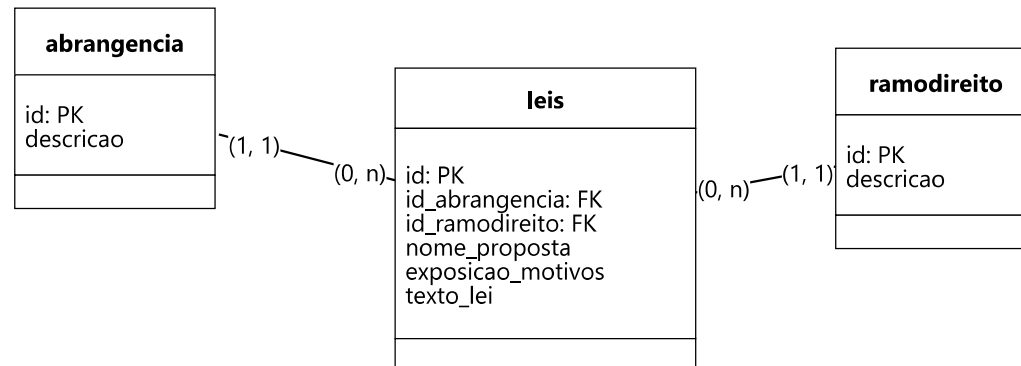 abrangencia
id: PK
descricao
(1, 1)
(0, n)
leis
id: PK
id_abrangencia: FK
id_ramodireito: FK
nome_proposta
exposicao_motivos
texto_lei
(0, n)
(1, 1)
ramodireito
id: PK
descricao